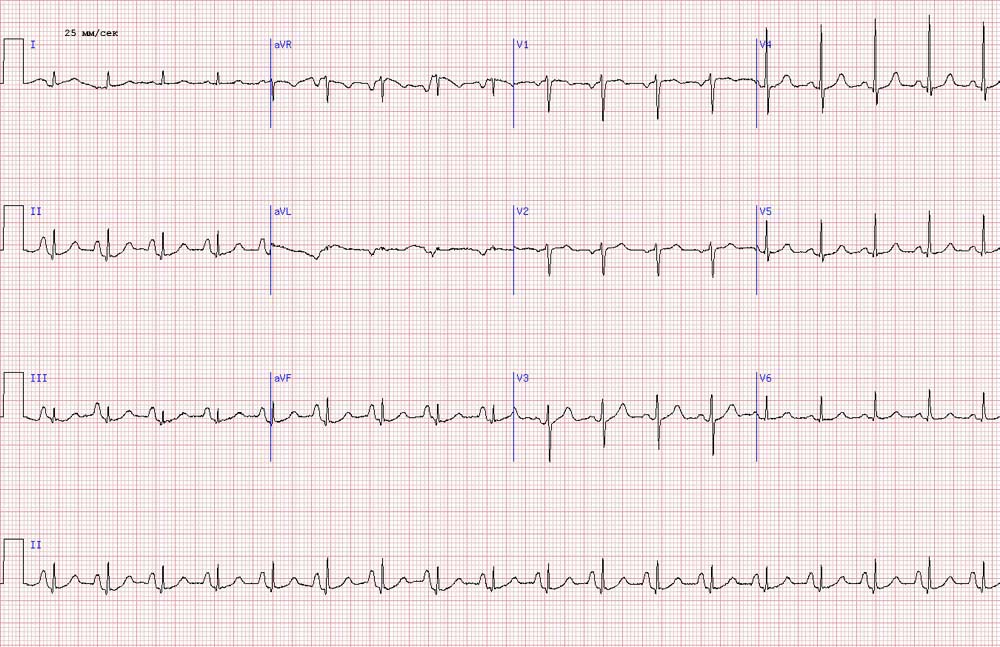 25 мм/сек
I aVR V1 V4
II aVL V2 V5
III aVF V3 V6
II